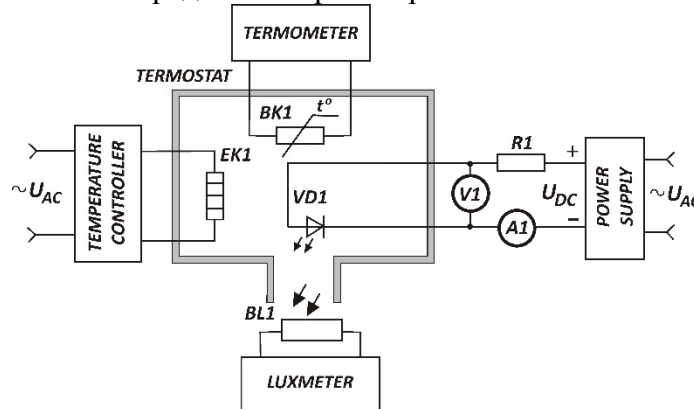 TERMOMETER
TERMOSTAT
BK1
t°
EK1
TEMPERATURE
CONTROLLER
~U_AC
VD1
V1
R1
+
U_DC
−
A1
POWER
SUPPLY
~U_AC
BL1
LUXMETER